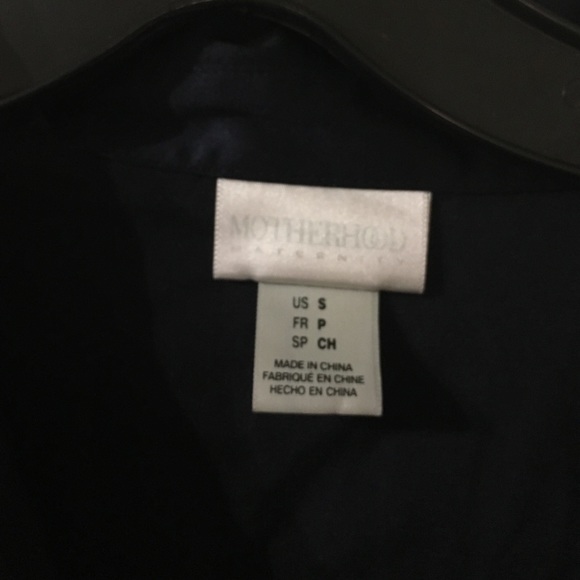 MOTHERHOOD
MATERNITY
US S
FR P
SP CH
MADE IN CHINA
FABRIQUÉ EN CHINE
HECHO EN CHINA